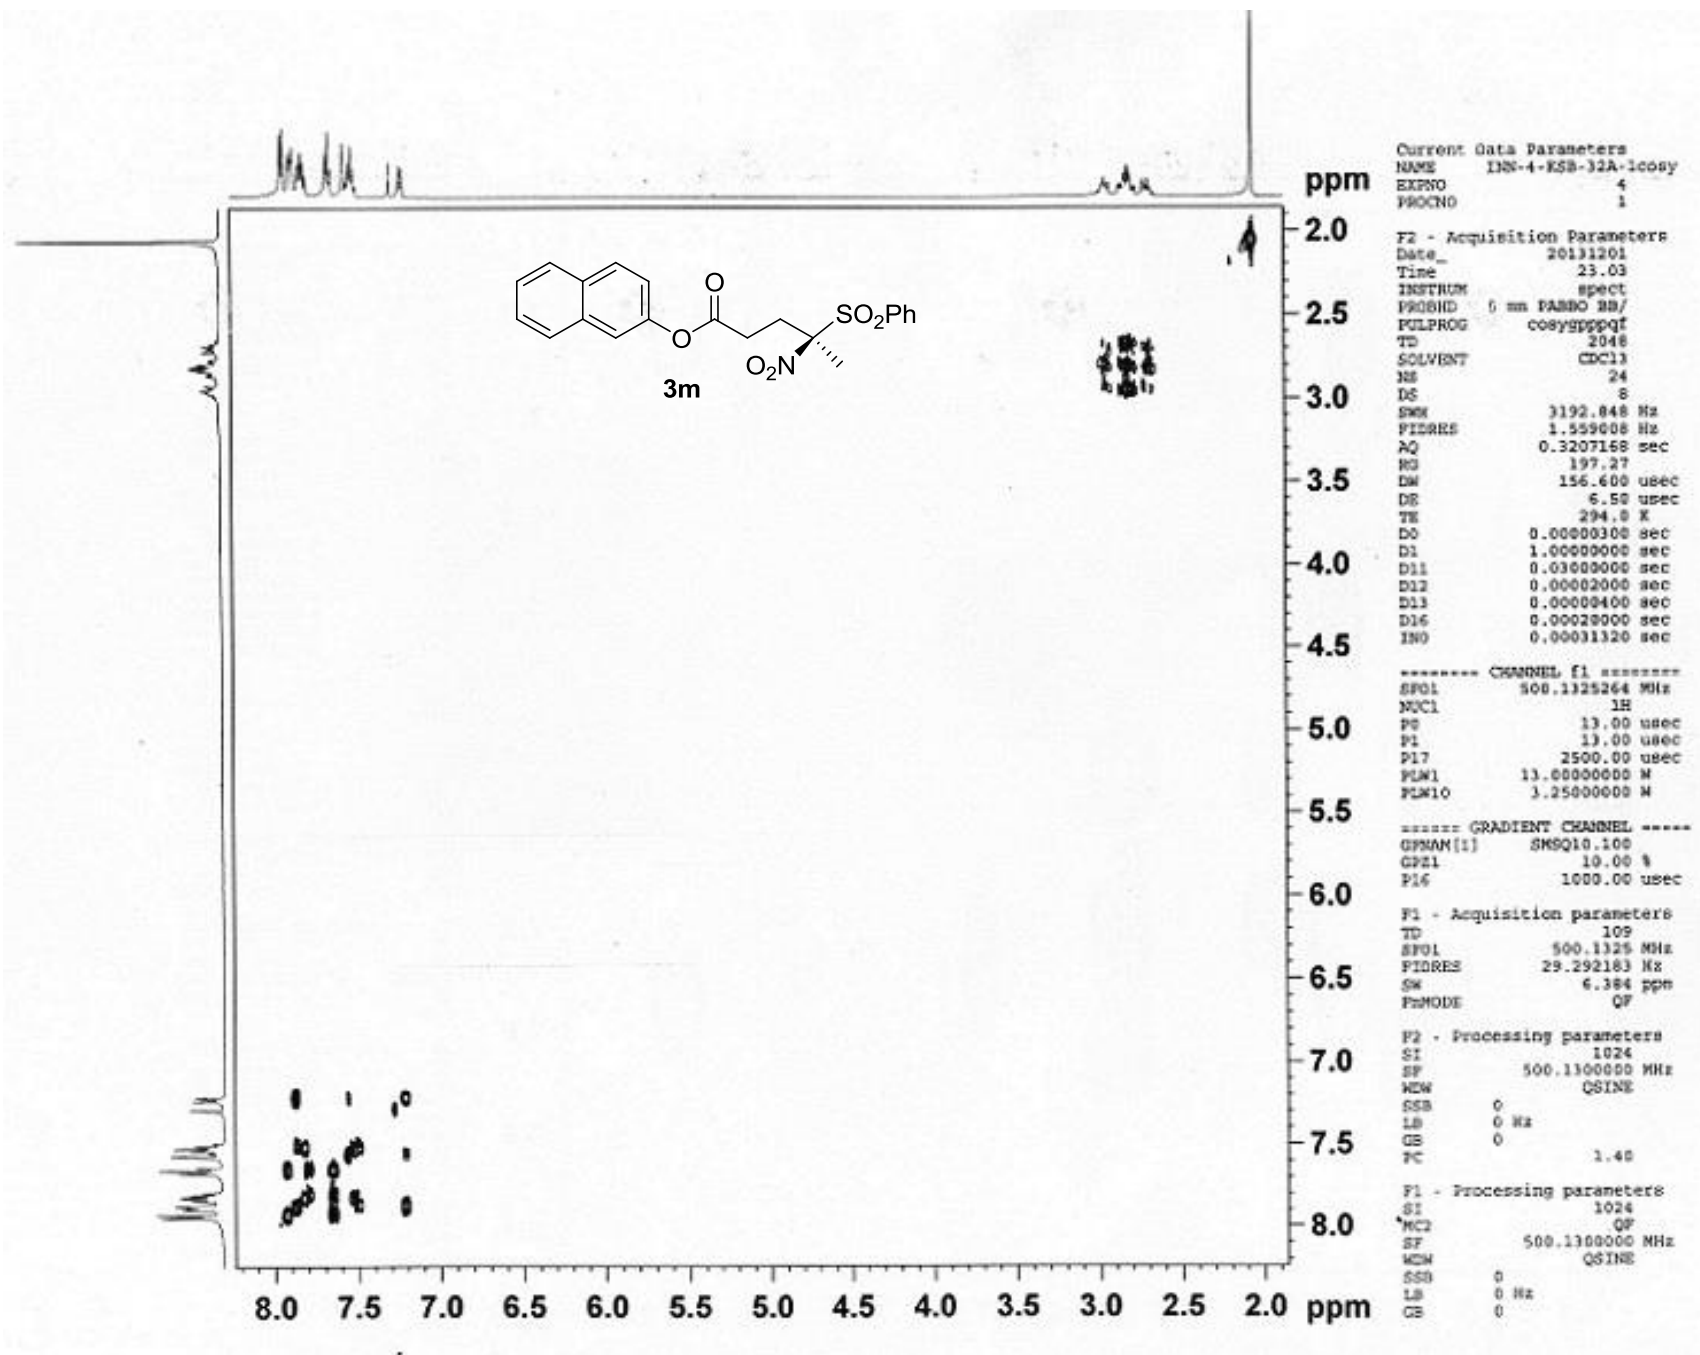 ppm
2.0
2.5
3.0
3.5
4.0
4.5
5.0
5.5
6.0
6.5
7.0
7.5
8.0
8.0 7.5 7.0 6.5 6.0 5.5 5.0 4.5 4.0 3.5 3.0 2.5 2.0 ppm
O
SO2Ph
O
O2N
3m
Current Data Parameters
NAME INN-4-KSB-32A-1cosy
EXPNO 4
PROCNO 1
F2 - Acquisition Parameters
Date_ 20131201
Time 23.03
INSTRUM spect
PROBHD 5 mm PABBO BB/
PULPROG cosygpppqf
TD 2048
SOLVENT CDCl3
NS 24
DS 8
SWH 3192.848 Hz
FIDRES 1.559008 Hz
AQ 0.3207168 sec
RG 197.27
DW 156.600 usec
DE 6.50 usec
TE 294.0 K
D0 0.00000300 sec
D1 1.00000000 sec
D11 0.03000000 sec
D12 0.00002000 sec
D13 0.00000400 sec
D16 0.00020000 sec
IN0 0.00031320 sec
======== CHANNEL f1 ========
SFO1 500.1325264 MHz
NUC1 1H
P0 13.00 usec
P1 13.00 usec
P17 2500.00 usec
PLW1 13.00000000 W
PLW10 3.25000000 W
====== GRADIENT CHANNEL =====
GPNAM[1] SMSQ10.100
GPZ1 10.00 %
P16 1000.00 usec
F1 - Acquisition parameters
TD 109
SFO1 500.1325 MHz
FIDRES 29.292183 Hz
SW 6.384 ppm
FnMODE QF
F2 - Processing parameters
SI 1024
SF 500.1300000 MHz
WDW QSINE
SSB 0
LB 0 Hz
GB 0
PC 1.40
F1 - Processing parameters
SI 1024
MC2 QF
SF 500.1300000 MHz
WDW QSINE
SSB 0
LB 0 Hz
GB 0